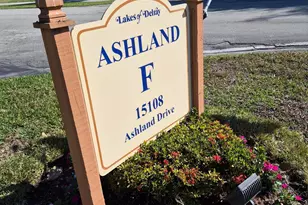 Lakes of Delray
ASHLAND
F
15108
Ashland Drive